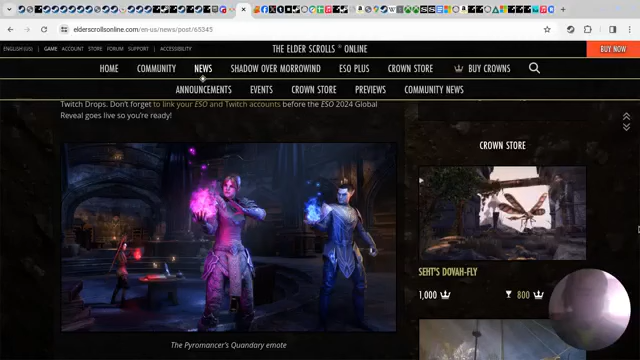 elderscrollsonline.com/en-us/news/post/65345
ENGLISH (US) GAME ACCOUNT STORE FORUM SUPPORT ACCESSIBILITY
THE ELDER SCROLLS ONLINE
BUY NOW
HOME COMMUNITY NEWS SHADOW OVER MORROWIND ESO PLUS CROWN STORE BUY CROWNS
ANNOUNCEMENTS EVENTS CROWN STORE PREVIEWS COMMUNITY NEWS
Twitch Drops. Don't forget to link your ESO and Twitch accounts before the ESO 2024 Global
Reveal goes live so you're ready!
CROWN STORE
SEHT'S DOVAH-FLY
1,000 800
The Pyromancer's Quandary emote